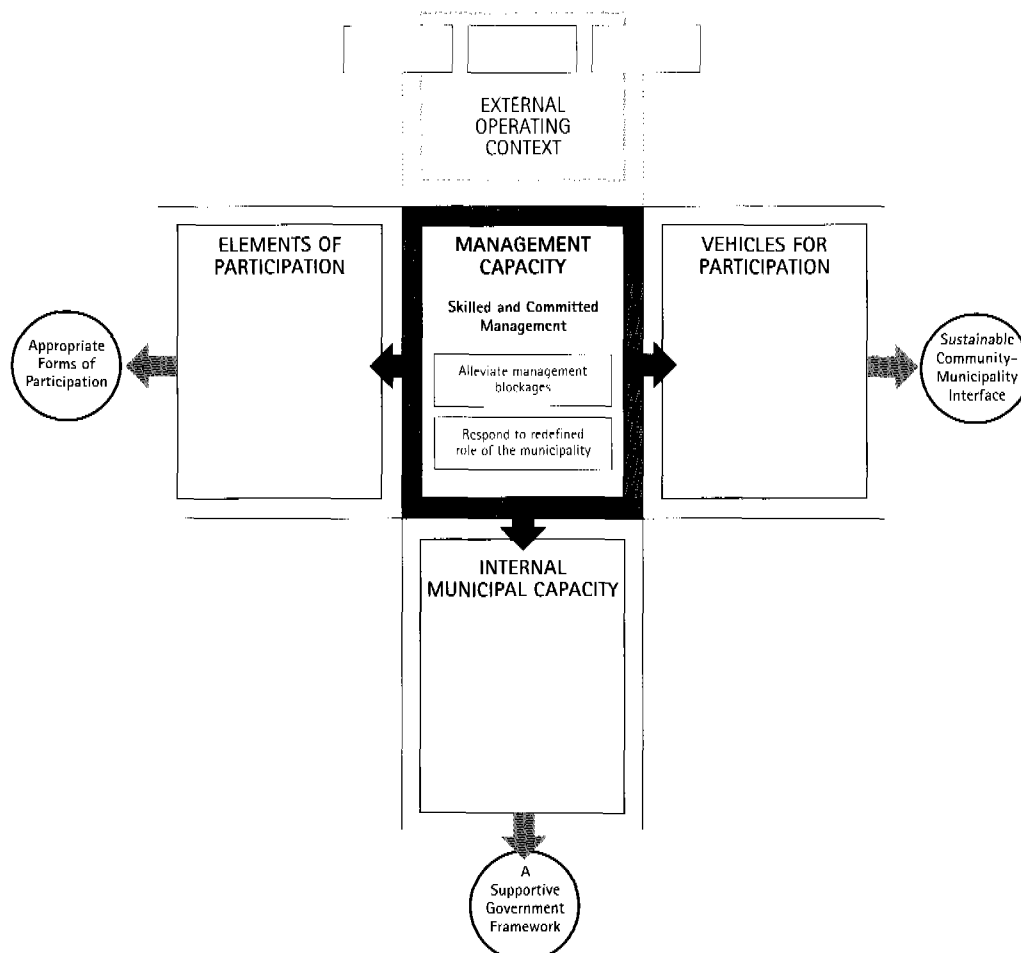 EXTERNAL
OPERATING
CONTEXT
ELEMENTS OF
PARTICIPATION
MANAGEMENT
CAPACITY
Skilled and Committed
Management
Alleviate management
blockages
Respond to redefined
role of the municipality
VEHICLES FOR
PARTICIPATION
Appropriate
Forms of
Participation
Sustainable
Community–
Municipality
Interface
INTERNAL
MUNICIPAL CAPACITY
A
Supportive
Government
Framework